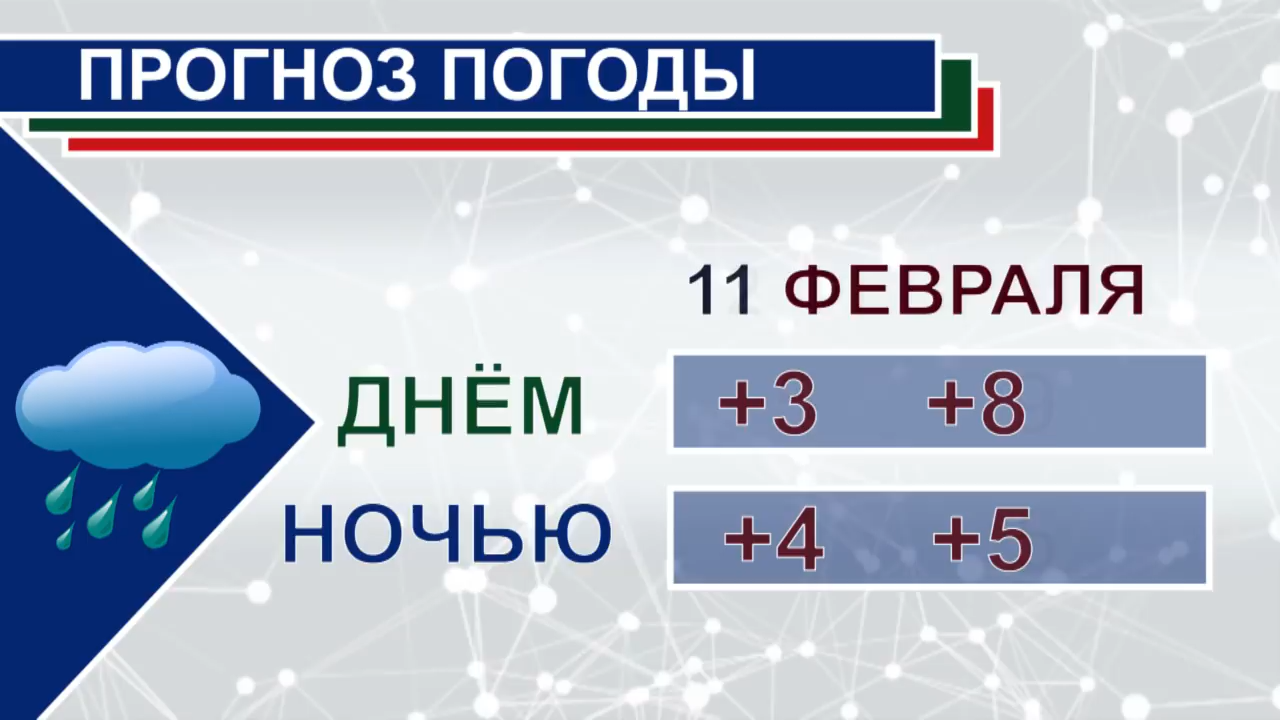 ПРОГНОЗ ПОГОДЫ
11 ФЕВРАЛЯ
ДНЁМ +3 +8
НОЧЬЮ +4 +5